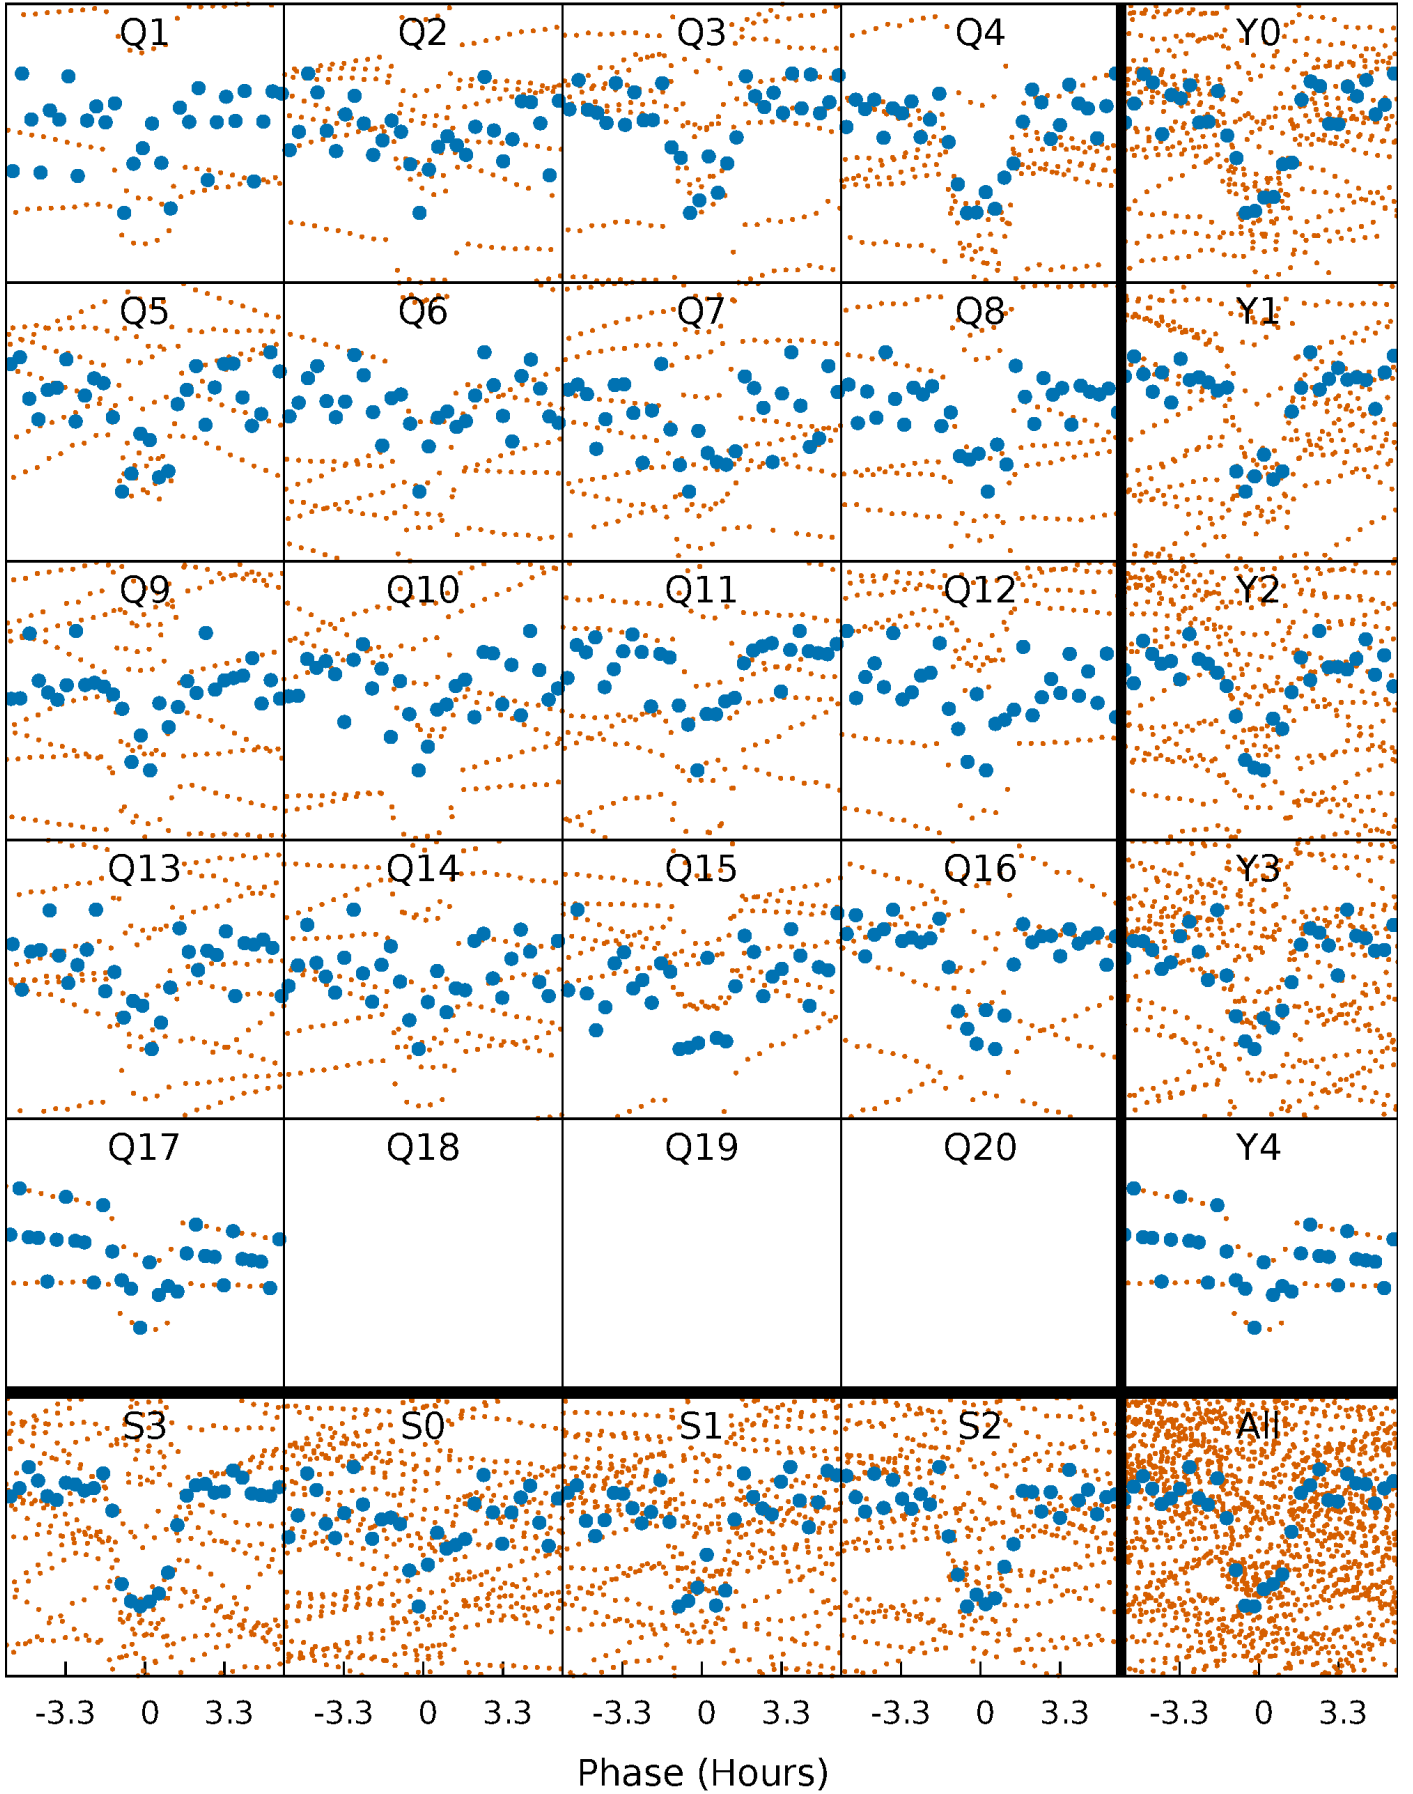 Q1 Q2 Q3 Q4 Y0
Q5 Q6 Q7 Q8 Y1
Q9 Q10 Q11 Q12 Y2
Q13 Q14 Q15 Q16 Y3
Q17 Q18 Q19 Q20 Y4
S3 S0 S1 S2 All
-3.3 0 3.3 -3.3 0 3.3 -3.3 0 3.3 -3.3 0 3.3 -3.3 0 3.3
Phase (Hours)